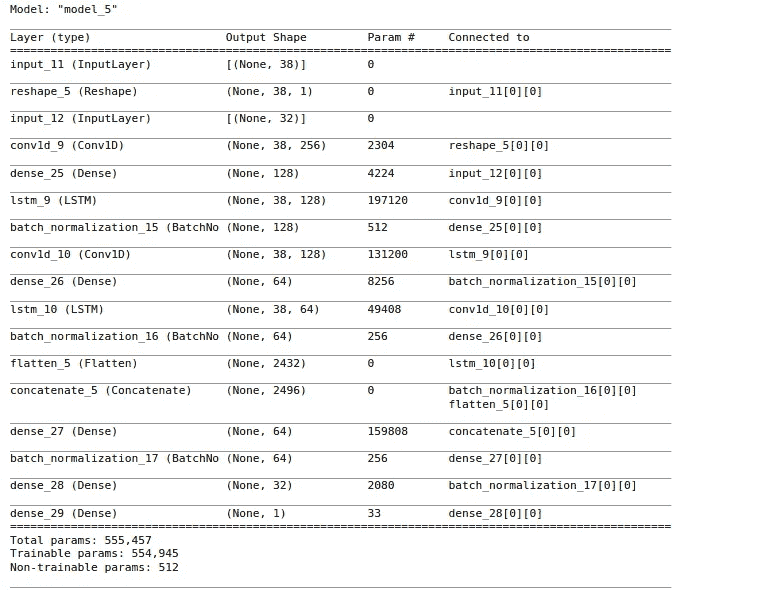 Model: "model_5"
Layer (type) Output Shape Param # Connected to
input_11 (InputLayer) [(None, 38)] 0
reshape_5 (Reshape) (None, 38, 1) 0 input_11[0][0]
input_12 (InputLayer) [(None, 32)] 0
conv1d_9 (Conv1D) (None, 38, 256) 2304 reshape_5[0][0]
dense_25 (Dense) (None, 128) 4224 input_12[0][0]
lstm_9 (LSTM) (None, 38, 128) 197120 conv1d_9[0][0]
batch_normalization_15 (BatchNo (None, 128) 512 dense_25[0][0]
conv1d_10 (Conv1D) (None, 38, 128) 131200 lstm_9[0][0]
dense_26 (Dense) (None, 64) 8256 batch_normalization_15[0][0]
lstm_10 (LSTM) (None, 38, 64) 49408 conv1d_10[0][0]
batch_normalization_16 (BatchNo (None, 64) 256 dense_26[0][0]
flatten_5 (Flatten) (None, 2432) 0 lstm_10[0][0]
concatenate_5 (Concatenate) (None, 2496) 0 batch_normalization_16[0][0]
flatten_5[0][0]
dense_27 (Dense) (None, 64) 159808 concatenate_5[0][0]
batch_normalization_17 (BatchNo (None, 64) 256 dense_27[0][0]
dense_28 (Dense) (None, 32) 2080 batch_normalization_17[0][0]
dense_29 (Dense) (None, 1) 33 dense_28[0][0]
Total params: 555,457
Trainable params: 554,945
Non-trainable params: 512